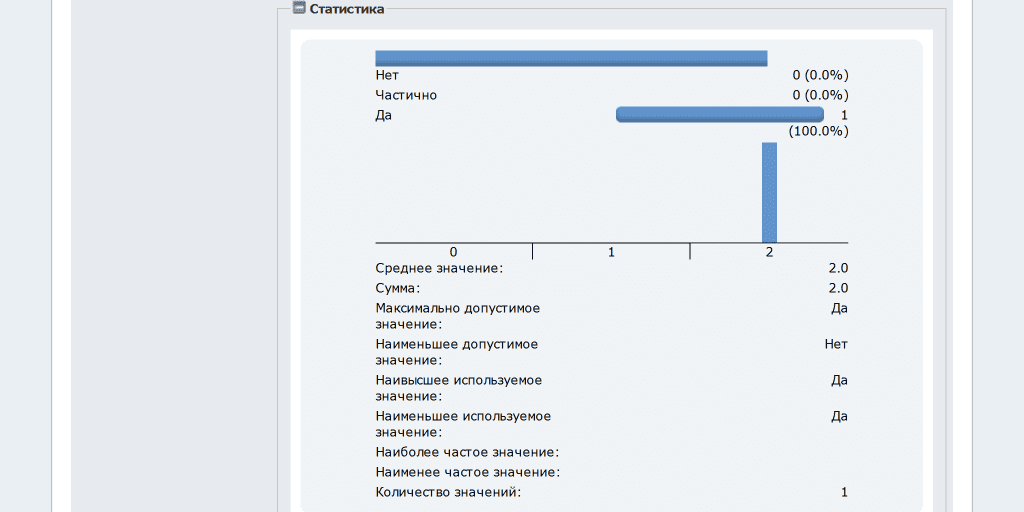 Статистика
Нет 0 (0.0%)
Частично 0 (0.0%)
Да 1
(100.0%)
0 1 2
Среднее значение: 2.0
Сумма: 2.0
Максимально допустимое Да
значение:
Наименьшее допустимое Нет
значение:
Наивысшее используемое Да
значение:
Наименьшее используемое Да
значение:
Наиболее частое значение:
Наименее частое значение:
Количество значений: 1